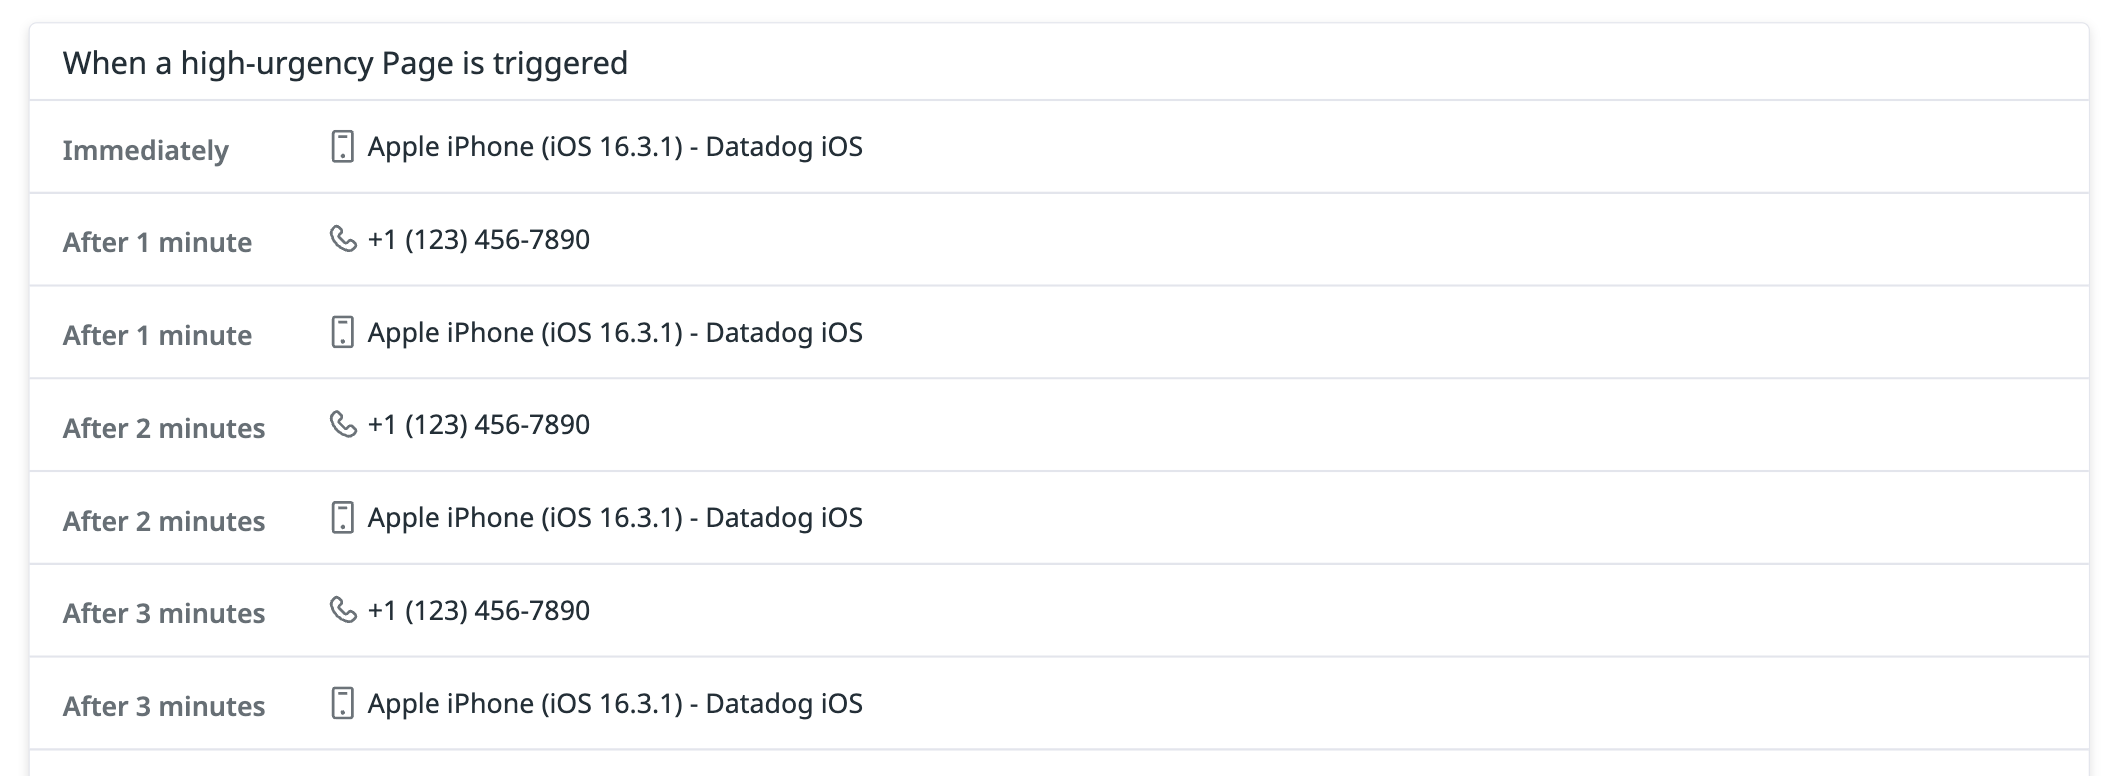 When a high-urgency Page is triggered
Immediately Apple iPhone (iOS 16.3.1) - Datadog iOS
After 1 minute +1 (123) 456-7890
After 1 minute Apple iPhone (iOS 16.3.1) - Datadog iOS
After 2 minutes +1 (123) 456-7890
After 2 minutes Apple iPhone (iOS 16.3.1) - Datadog iOS
After 3 minutes +1 (123) 456-7890
After 3 minutes Apple iPhone (iOS 16.3.1) - Datadog iOS